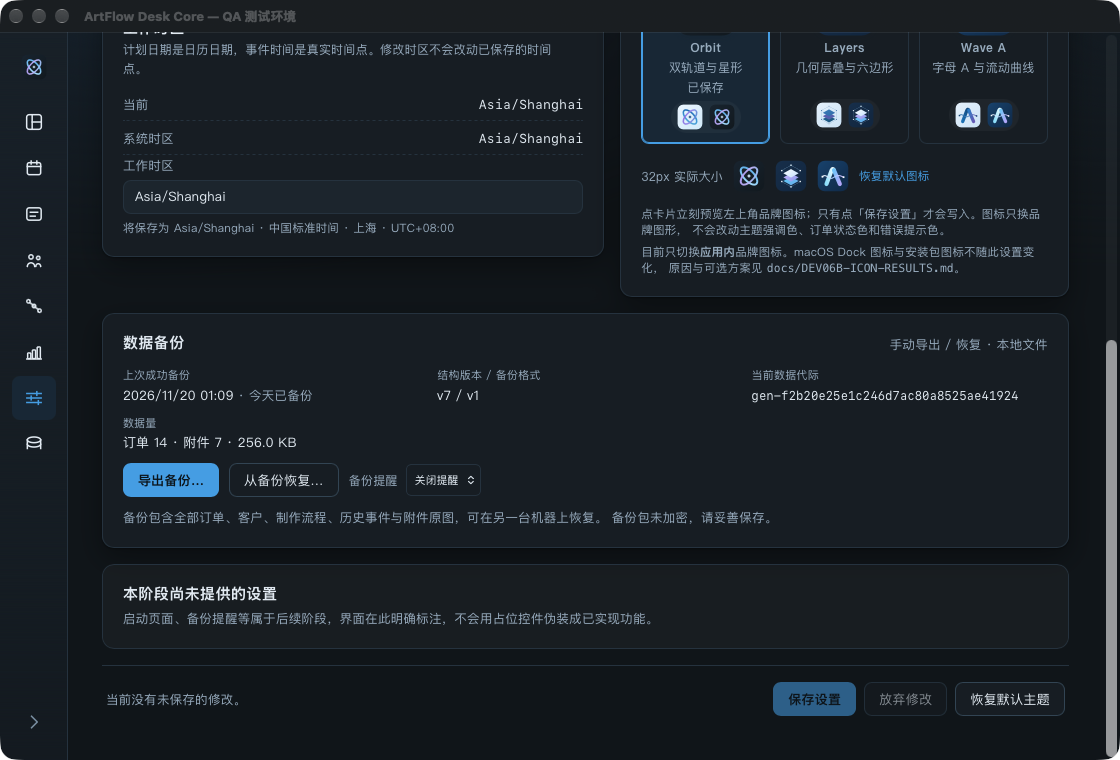 ArtFlow Desk Core — QA 测试环境
计划日期是日历日期，事件时间是真实时间点。修改时区不会改动已保存的时间
点。
当前
Asia/Shanghai
系统时区
Asia/Shanghai
工作时区
Asia/Shanghai
将保存为 Asia/Shanghai · 中国标准时间 · 上海 · UTC+08:00
Orbit
双轨道与星形
已保存
Layers
几何层叠与六边形
Wave A
字母 A 与流动曲线
32px 实际大小
恢复默认图标
点卡片立刻预览左上角品牌图标；只有点「保存设置」才会写入。图标只换品
牌图形， 不会改动主题强调色、订单状态色和错误提示色。
目前只切换应用内品牌图标。macOS Dock 图标与安装包图标不随此设置变
化， 原因与可选方案见 docs/DEV06B-ICON-RESULTS.md。
数据备份
手动导出 / 恢复 · 本地文件
上次成功备份
2026/11/20 01:09 · 今天已备份
结构版本 / 备份格式
v7 / v1
当前数据代际
gen-f2b20e25e1c246d7ac80a8525ae41924
数据量
订单 14 · 附件 7 · 256.0 KB
导出备份…
从备份恢复…
备份提醒
关闭提醒
备份包含全部订单、客户、制作流程、历史事件与附件原图，可在另一台机器上恢复。 备份包未加密，请妥善保存。
本阶段尚未提供的设置
启动页面、备份提醒等属于后续阶段，界面在此明确标注，不会用占位控件伪装成已实现功能。
当前没有未保存的修改。
保存设置
放弃修改
恢复默认主题